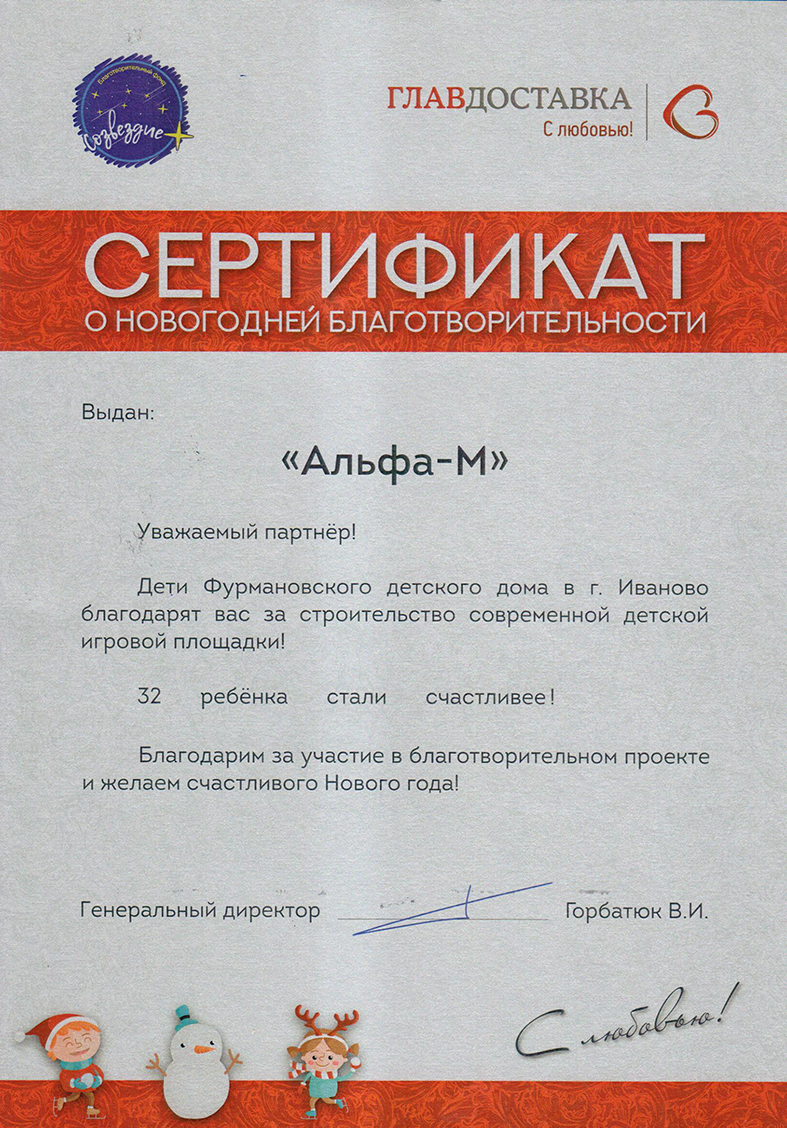 Благотворительный фонд
Созвездие
ГЛАВДОСТАВКА
С любовью!
СЕРТИФИКАТ
О НОВОГОДНЕЙ БЛАГОТВОРИТЕЛЬНОСТИ
Выдан:
«Альфа-М»
Уважаемый партнёр!
Дети Фурмановского детского дома в г. Иваново
благодарят вас за строительство современной детской
игровой площадки!
32 ребёнка стали счастливее!
Благодарим за участие в благотворительном проекте
и желаем счастливого Нового года!
Генеральный директор Горбатюк В.И.
С любовью!